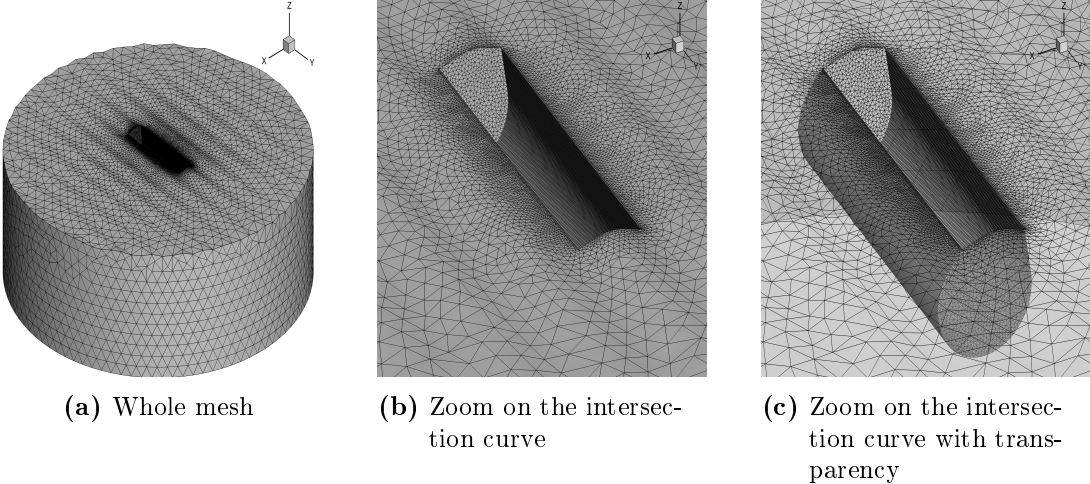 Z
X
Y
Z
X
Y
Z
X
Y
(a) Whole mesh
(b) Zoom on the intersec-
tion curve
(c) Zoom on the intersec-
tion curve with trans-
parency